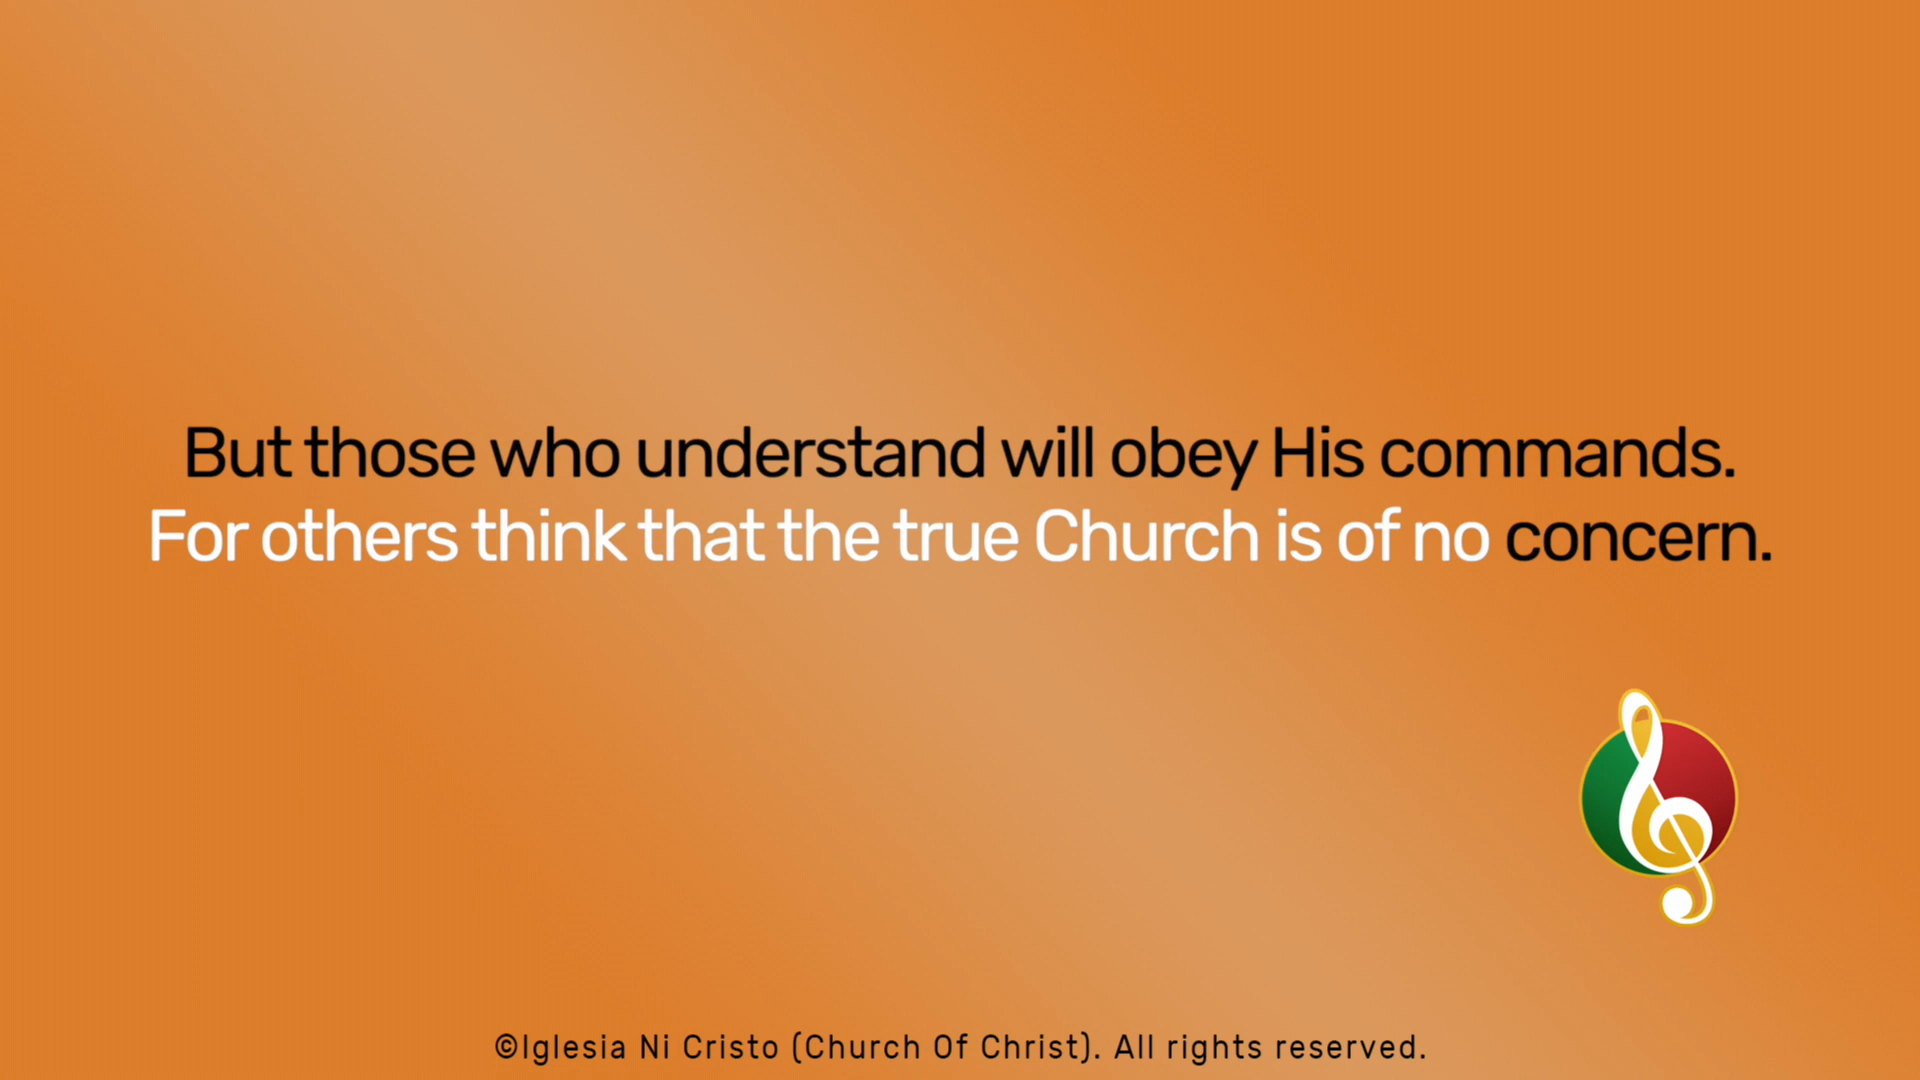 But those who understand will obey His commands.
For others think that the true Church is of no concern.
©Iglesia Ni Cristo (Church Of Christ). All rights reserved.